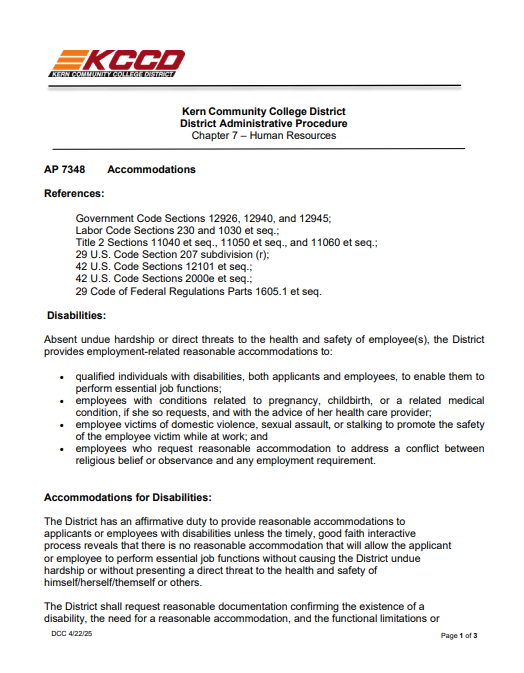 KCCD
KERN COMMUNITY COLLEGE DISTRICT
Kern Community College District
District Administrative Procedure
Chapter 7 – Human Resources
AP 7348 Accommodations
References:
Government Code Sections 12926, 12940, and 12945;
Labor Code Sections 230 and 1030 et seq.;
Title 2 Sections 11040 et seq., 11050 et seq., and 11060 et seq.;
29 U.S. Code Section 207 subdivision (r);
42 U.S. Code Sections 12101 et seq.;
42 U.S. Code Sections 2000e et seq.;
29 Code of Federal Regulations Parts 1605.1 et seq.
Disabilities:
Absent undue hardship or direct threats to the health and safety of employee(s), the District
provides employment-related reasonable accommodations to:
• qualified individuals with disabilities, both applicants and employees, to enable them to
perform essential job functions;
• employees with conditions related to pregnancy, childbirth, or a related medical
condition, if she so requests, and with the advice of her health care provider;
• employee victims of domestic violence, sexual assault, or stalking to promote the safety
of the employee victim while at work; and
• employees who request reasonable accommodation to address a conflict between
religious belief or observance and any employment requirement.
Accommodations for Disabilities:
The District has an affirmative duty to provide reasonable accommodations to
applicants or employees with disabilities unless the timely, good faith interactive
process reveals that there is no reasonable accommodation that will allow the applicant
or employee to perform essential job functions without causing the District undue
hardship or without presenting a direct threat to the health and safety of
himself/herself/themself or others.
The District shall request reasonable documentation confirming the existence of a
disability, the need for a reasonable accommodation, and the functional limitations or
DCC 4/22/25
Page 1 of 3